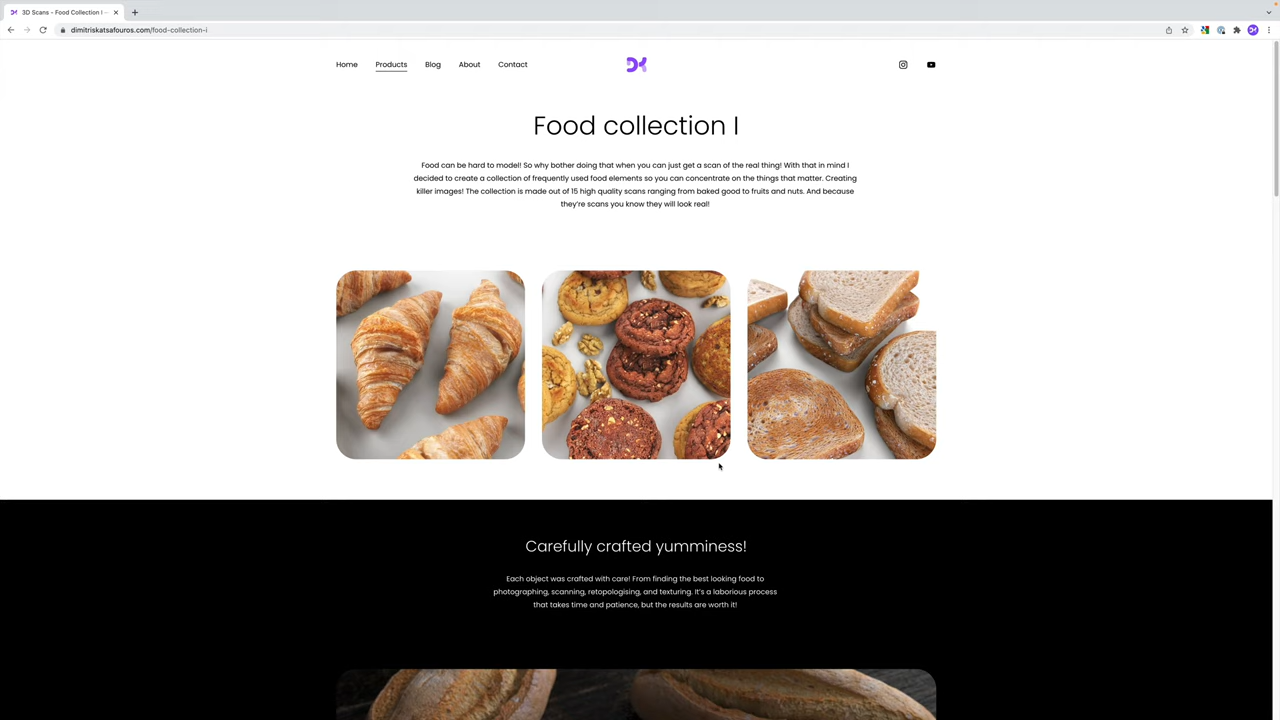 3D Scans - Food Collection I -
dimitriskatsafouros.com/food-collection-i
Home Products Blog About Contact
Food collection I
Food can be hard to model! So why bother doing that when you can just get a scan of the real thing! With that in mind I
decided to create a collection of frequently used food elements so you can concentrate on the things that matter. Creating
killer images! The collection is made out of 15 high quality scans ranging from baked good to fruits and nuts. And because
they're scans you know they will look real!
Carefully crafted yumminess!
Each object was crafted with care! From finding the best looking food to
photographing, scanning, retopologising, and texturing. It's a laborious process
that takes time and patience, but the results are worth it!